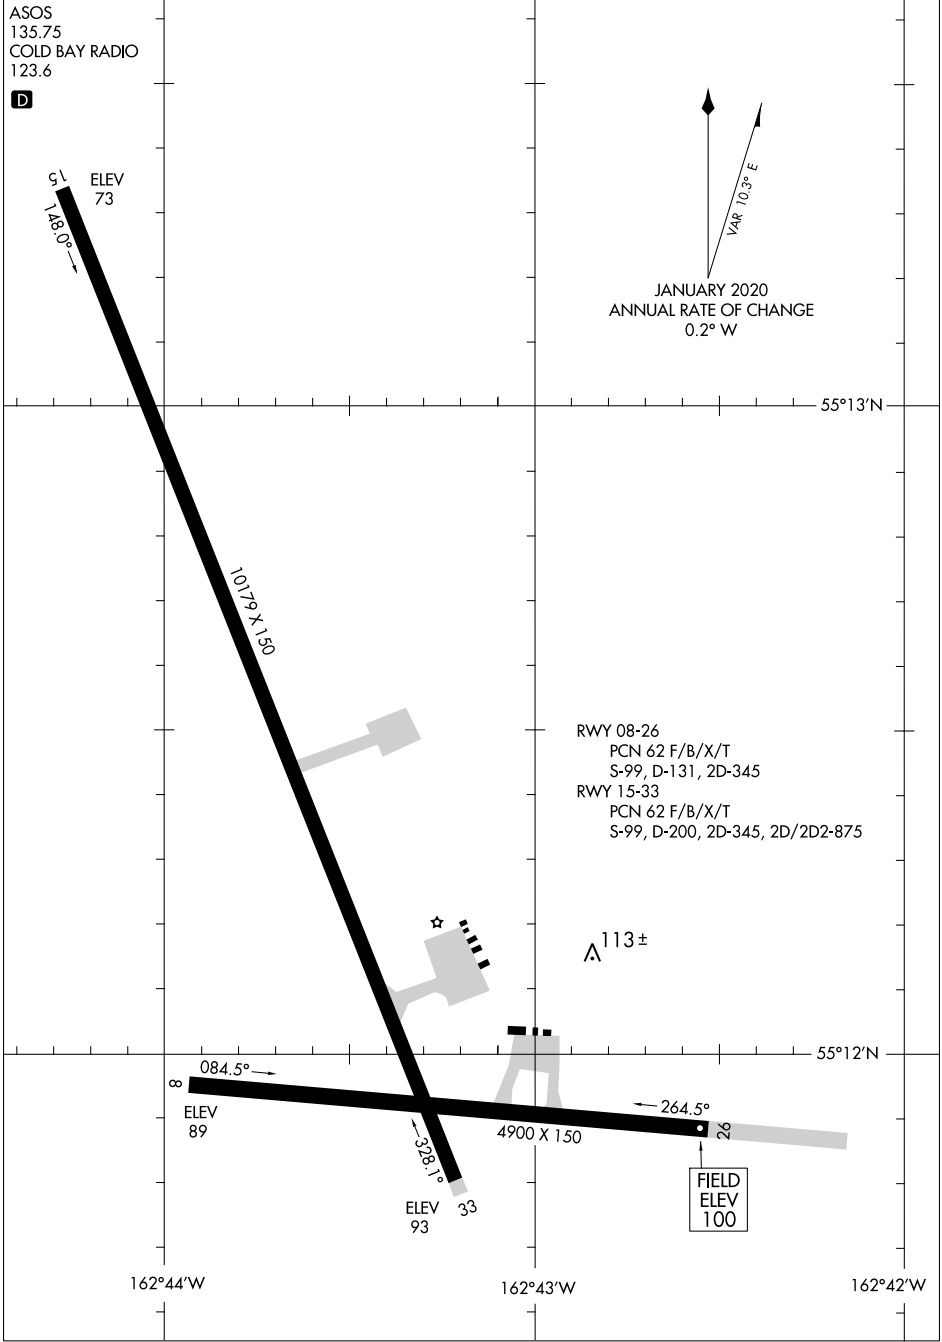 ASOS
135.75
COLD BAY RADIO
123.6
D
VAR 10.3° E
JANUARY 2020
ANNUAL RATE OF CHANGE
0.2° W
15
ELEV
73
148.0°
55°13'N
10179 X 150
RWY 08-26
PCN 62 F/B/X/T
S-99, D-131, 2D-345
RWY 15-33
PCN 62 F/B/X/T
S-99, D-200, 2D-345, 2D/2D2-875
113±
55°12'N
8
084.5°
ELEV
89
264.5°
26
4900 X 150
328.1°
33
ELEV
93
FIELD
ELEV
100
162°44'W
162°43'W
162°42'W